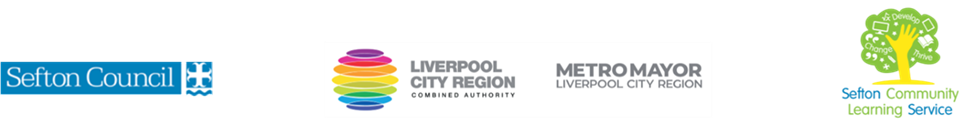 Sefton Council
LIVERPOOL
CITY REGION
COMBINED AUTHORITY
METRO MAYOR
LIVERPOOL CITY REGION
Develop
Change
Thrive
Sefton Community
Learning Service